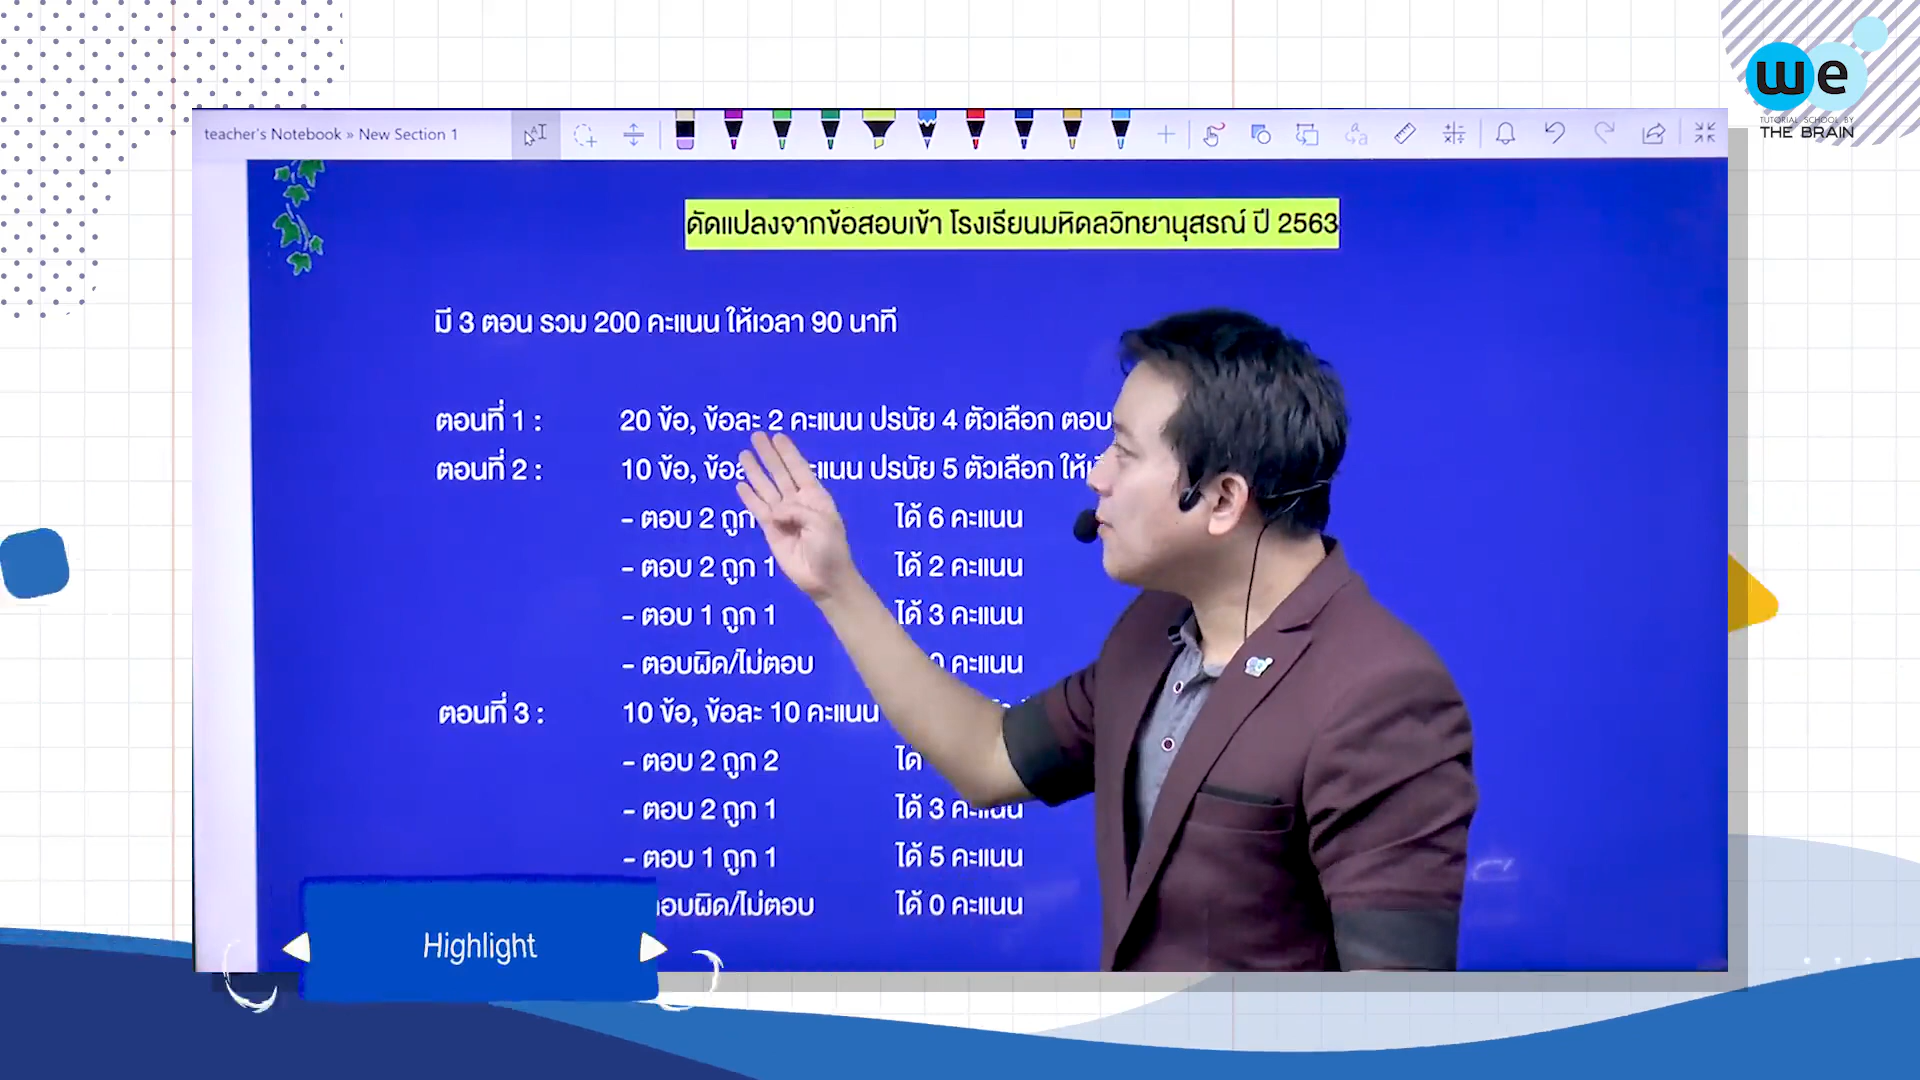 we
TUTORIAL SCHOOL BY
THE BRAIN
teacher's Notebook » New Section 1
ดัดแปลงจากข้อสอบเข้า โรงเรียนมหิดลวิทยานุสรณ์ ปี 2563
มี 3 ตอน รวม 200 คะแนน ให้เวลา 90 นาที
ตอนที่ 1 : 20 ข้อ, ข้อละ 2 คะแนน ปรนัย 4 ตัวเลือก ตอบ
ตอนที่ 2 : 10 ข้อ, ปรนัย 5 ตัวเลือก
- ตอบ 2 ถูก ได้ 6 คะแนน
- ตอบ 2 ถูก 1 ได้ 2 คะแนน
- ตอบ 1 ถูก 1 ได้ 3 คะแนน
- ตอบผิด/ไม่ตอบ คะแนน
ตอนที่ 3 : 10 ข้อ, ข้อละ 10 คะแนน
- ตอบ 2 ถูก 2
- ตอบ 2 ถูก 1 ได้ 3 คะแนน
- ตอบ 1 ถูก 1 ได้ 5 คะแนน
ตอบผิด/ไม่ตอบ ได้ 0 คะแนน
Highlight